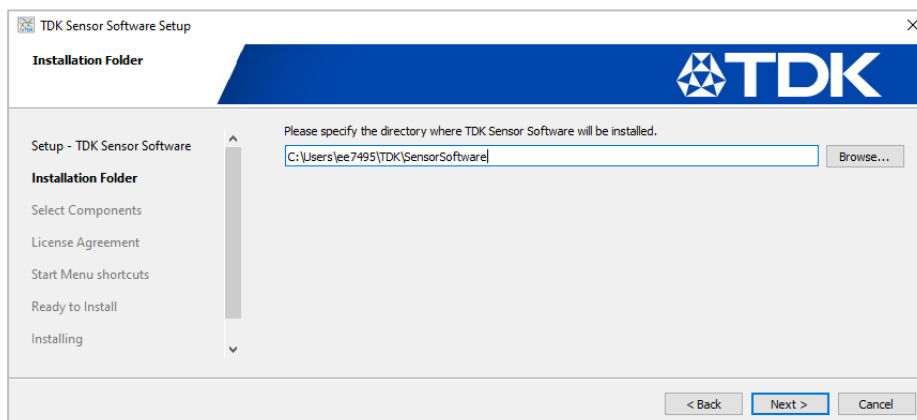 TDK Sensor Software Setup
Installation Folder
TDK
Setup - TDK Sensor Software
Installation Folder
Select Components
License Agreement
Start Menu shortcuts
Ready to Install
Installing
Please specify the directory where TDK Sensor Software will be installed.
C:\Users\ee7495\TDK\SensorSoftware
Browse...
< Back
Next >
Cancel